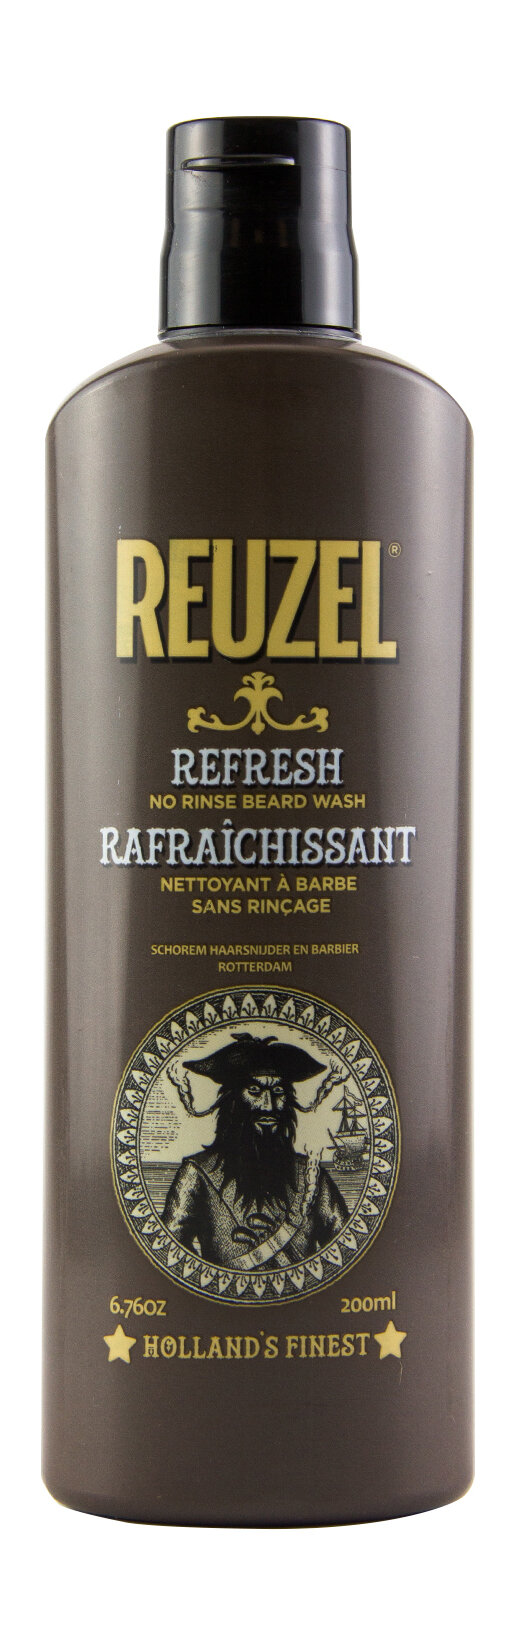 REUZEL®
REFRESH
NO RINSE BEARD WASH
RAFRAÎCHISSANT
NETTOYANT À BARBE
SANS RINÇAGE
SCHOREM HAARSNIJDER EN BARBIER
ROTTERDAM
6.76OZ 200ml
HOLLAND'S FINEST